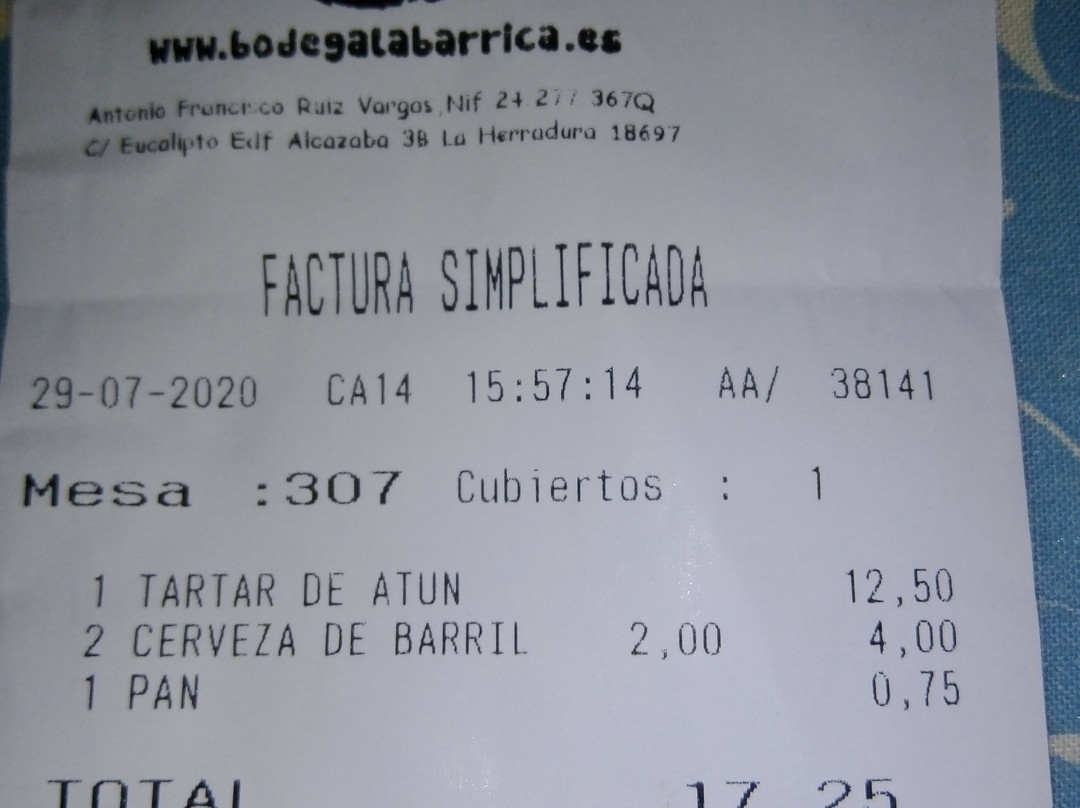 www.bodegalabarrica.es
Antonio Francisco Ruiz Vargas, Nif 24 277 367Q
C/ Eucalipto Edf Alcazaba 3B La Herradura 18697
FACTURA SIMPLIFICADA
29-07-2020 CA14 15:57:14 AA/ 38141
Mesa :307 Cubiertos : 1
1 TARTAR DE ATUN 12,50
2 CERVEZA DE BARRIL 2,00 4,00
1 PAN 0,75
TOTAL 17,25